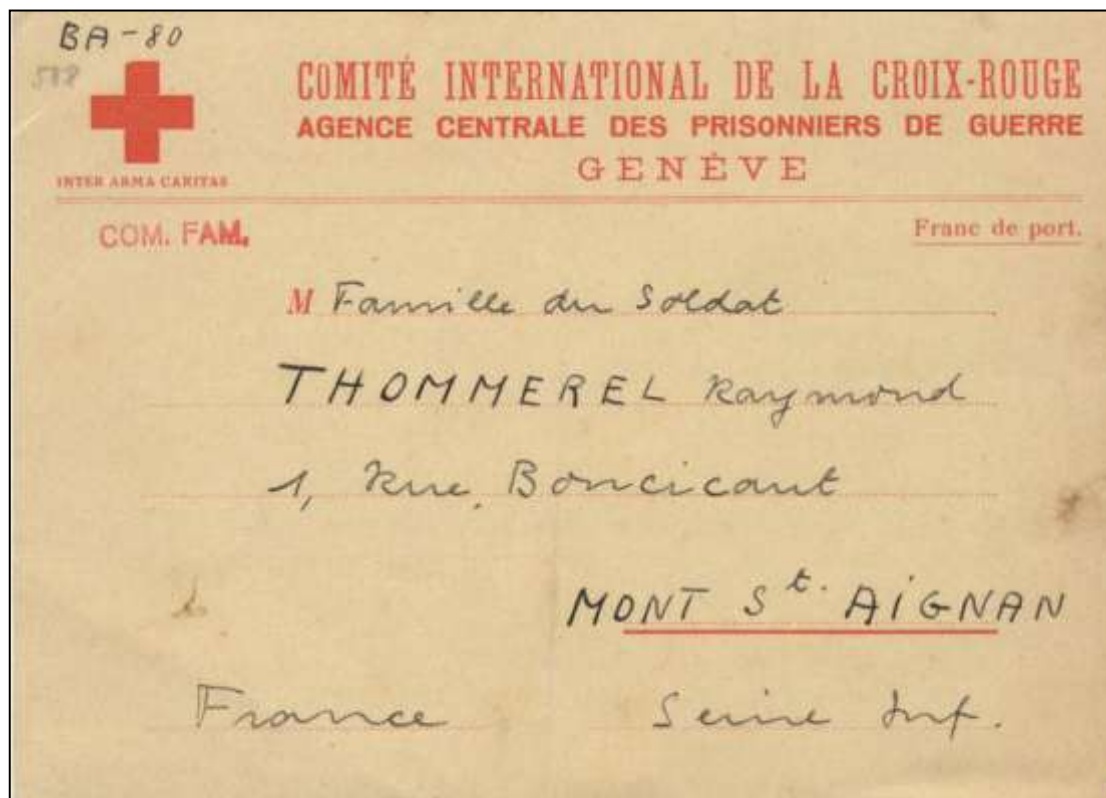 BA-80
588
COMITÉ INTERNATIONAL DE LA CROIX-ROUGE
AGENCE CENTRALE DES PRISONNIERS DE GUERRE
GENÈVE
INTER ARMA CARITAS
COM. FAM.
Franc de port.
M Famille du Soldat
THOMMEREL Raymond
1, Rue Boucicaut
MONT St. AIGNAN
France Seine Inf.